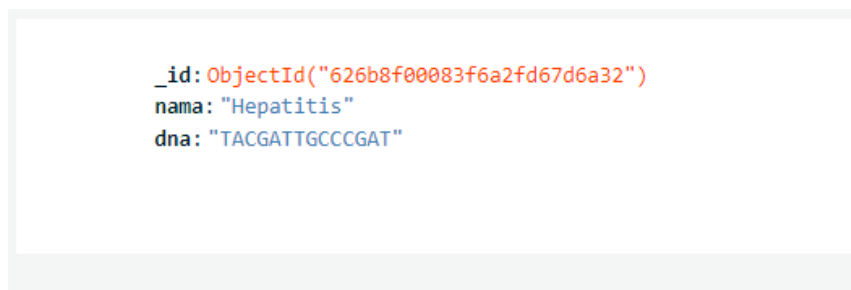 _id: ObjectId("626b8f00083f6a2fd67d6a32")
nama: "Hepatitis"
dna: "TACGATTGCCCGAT"